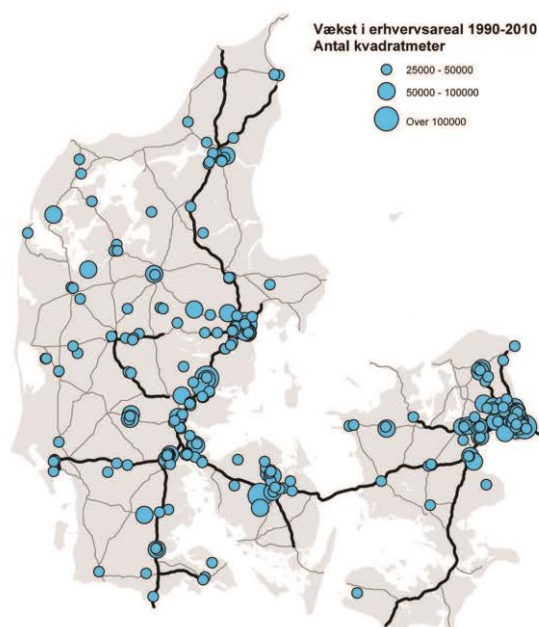 Vækst i erhvervsareal 1990-2010
Antal kvadratmeter
25000 - 50000
50000 - 100000
Over 100000